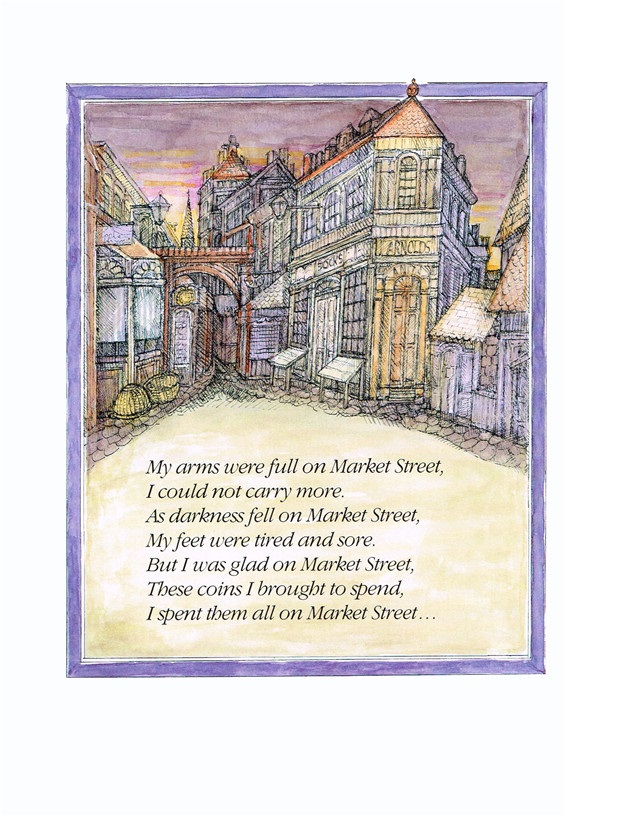 ARNOLDS
My arms were full on Market Street,
I could not carry more.
As darkness fell on Market Street,
My feet were tired and sore.
But I was glad on Market Street,
These coins I brought to spend,
I spent them all on Market Street...